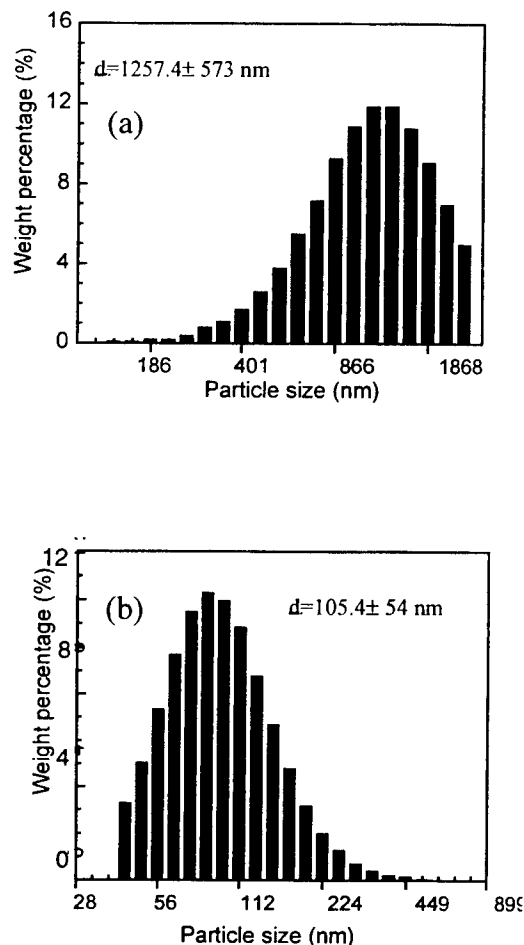 16
d=1257.4± 573 nm
12
(a)
8
4
0
Weight percentage (%)
186 401 866 1868
Particle size (nm)
12
(b)
d=105.4± 54 nm
8
4
0
Weight percentage (%)
28 56 112 224 449 899
Particle size (nm)